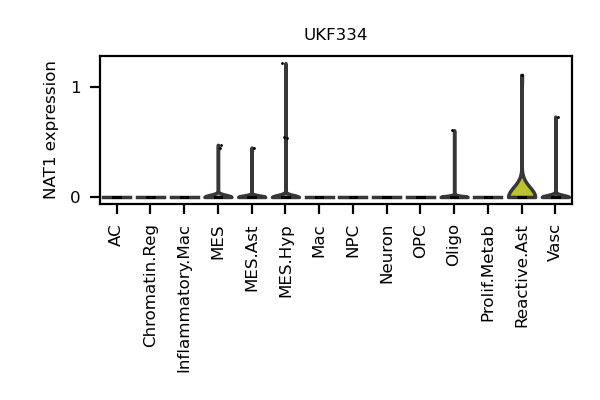 UKF334
NAT1 expression
1
0
AC
Chromatin.Reg
Inflammatory.Mac
MES
MES.Ast
MES.Hyp
Mac
NPC
Neuron
OPC
Oligo
Prolif.Metab
Reactive.Ast
Vasc